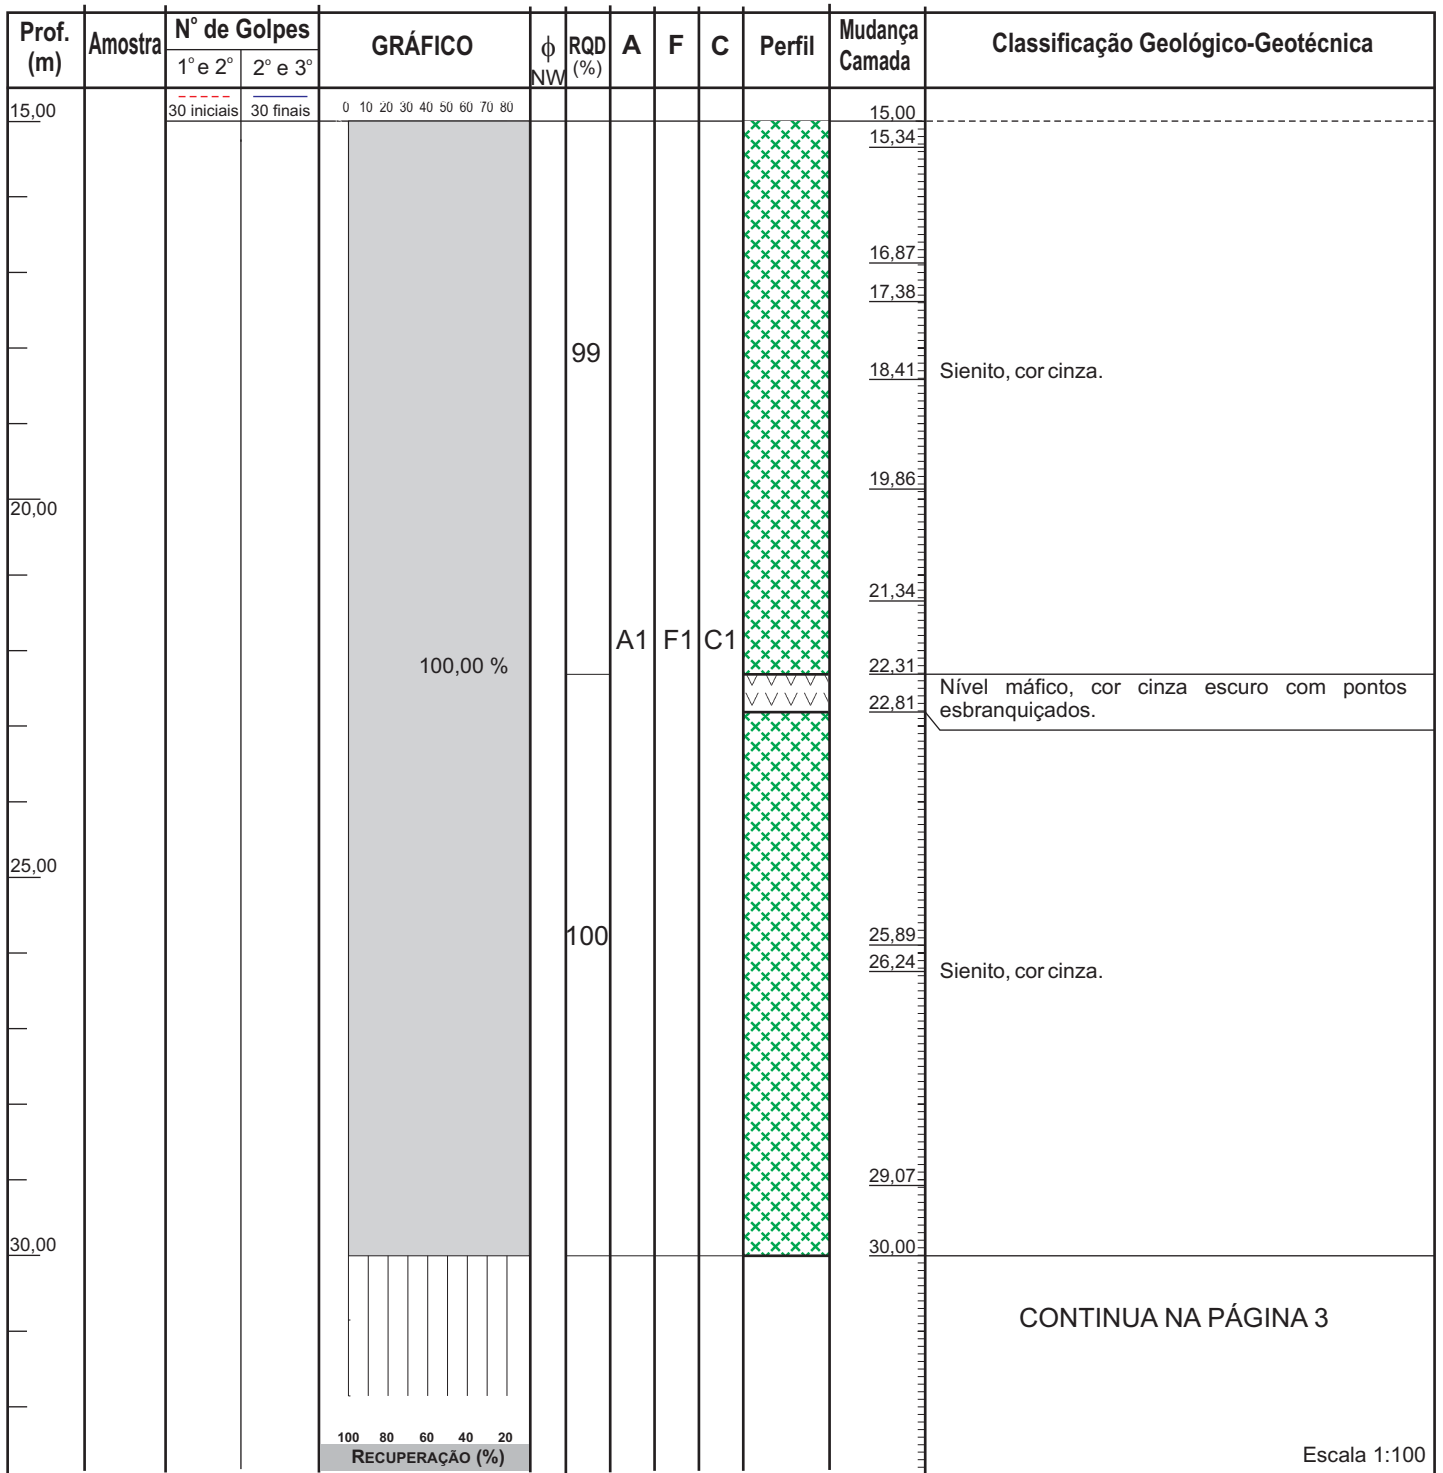 Prof. (m)
Amostra
N° de Golpes
1° e 2°
2° e 3°
GRÁFICO
ϕ NW
RQD (%)
A
F
C
Perfil
Mudança Camada
Classificação Geológico-Geotécnica
30 iniciais
30 finais
0 10 20 30 40 50 60 70 80
15,00
15,00
15,34
16,87
17,38
99
18,41
Sienito, cor cinza.
19,86
20,00
21,34
A1
F1
C1
100,00 %
22,31
Nível máfico, cor cinza escuro com pontos
22,81
esbranquiçados.
25,00
100
25,89
26,24
Sienito, cor cinza.
29,07
30,00
30,00
CONTINUA NA PÁGINA 3
100 80 60 40 20
RECUPERAÇÃO (%)
Escala 1:100